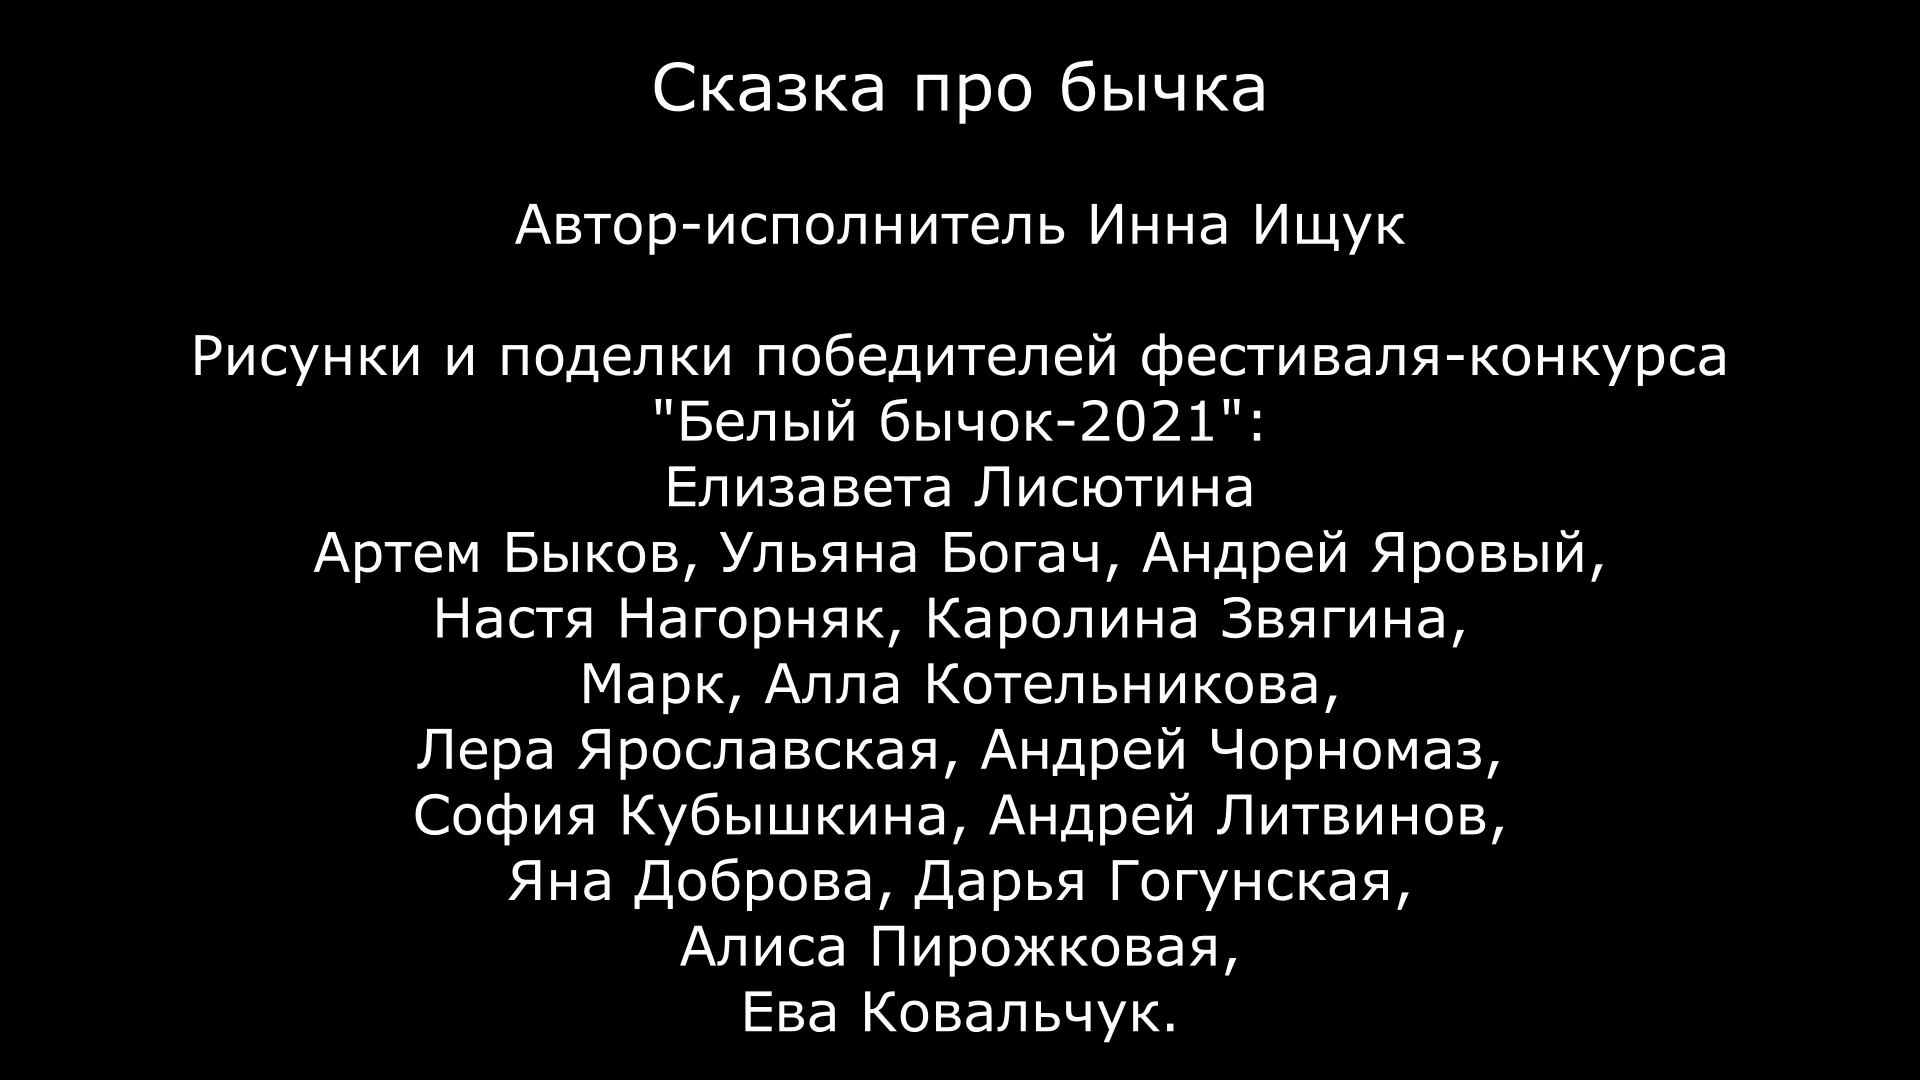 Сказка про бычка
Автор-исполнитель Инна Ищук
Рисунки и поделки победителей фестиваля-конкурса
"Белый бычок-2021":
Елизавета Лисютина
Артем Быков, Ульяна Богач, Андрей Яровый,
Настя Нагорняк, Каролина Звягина,
Марк, Алла Котельникова,
Лера Ярославская, Андрей Чорномаз,
София Кубышкина, Андрей Литвинов,
Яна Доброва, Дарья Гогунская,
Алиса Пирожковая,
Ева Ковальчук.